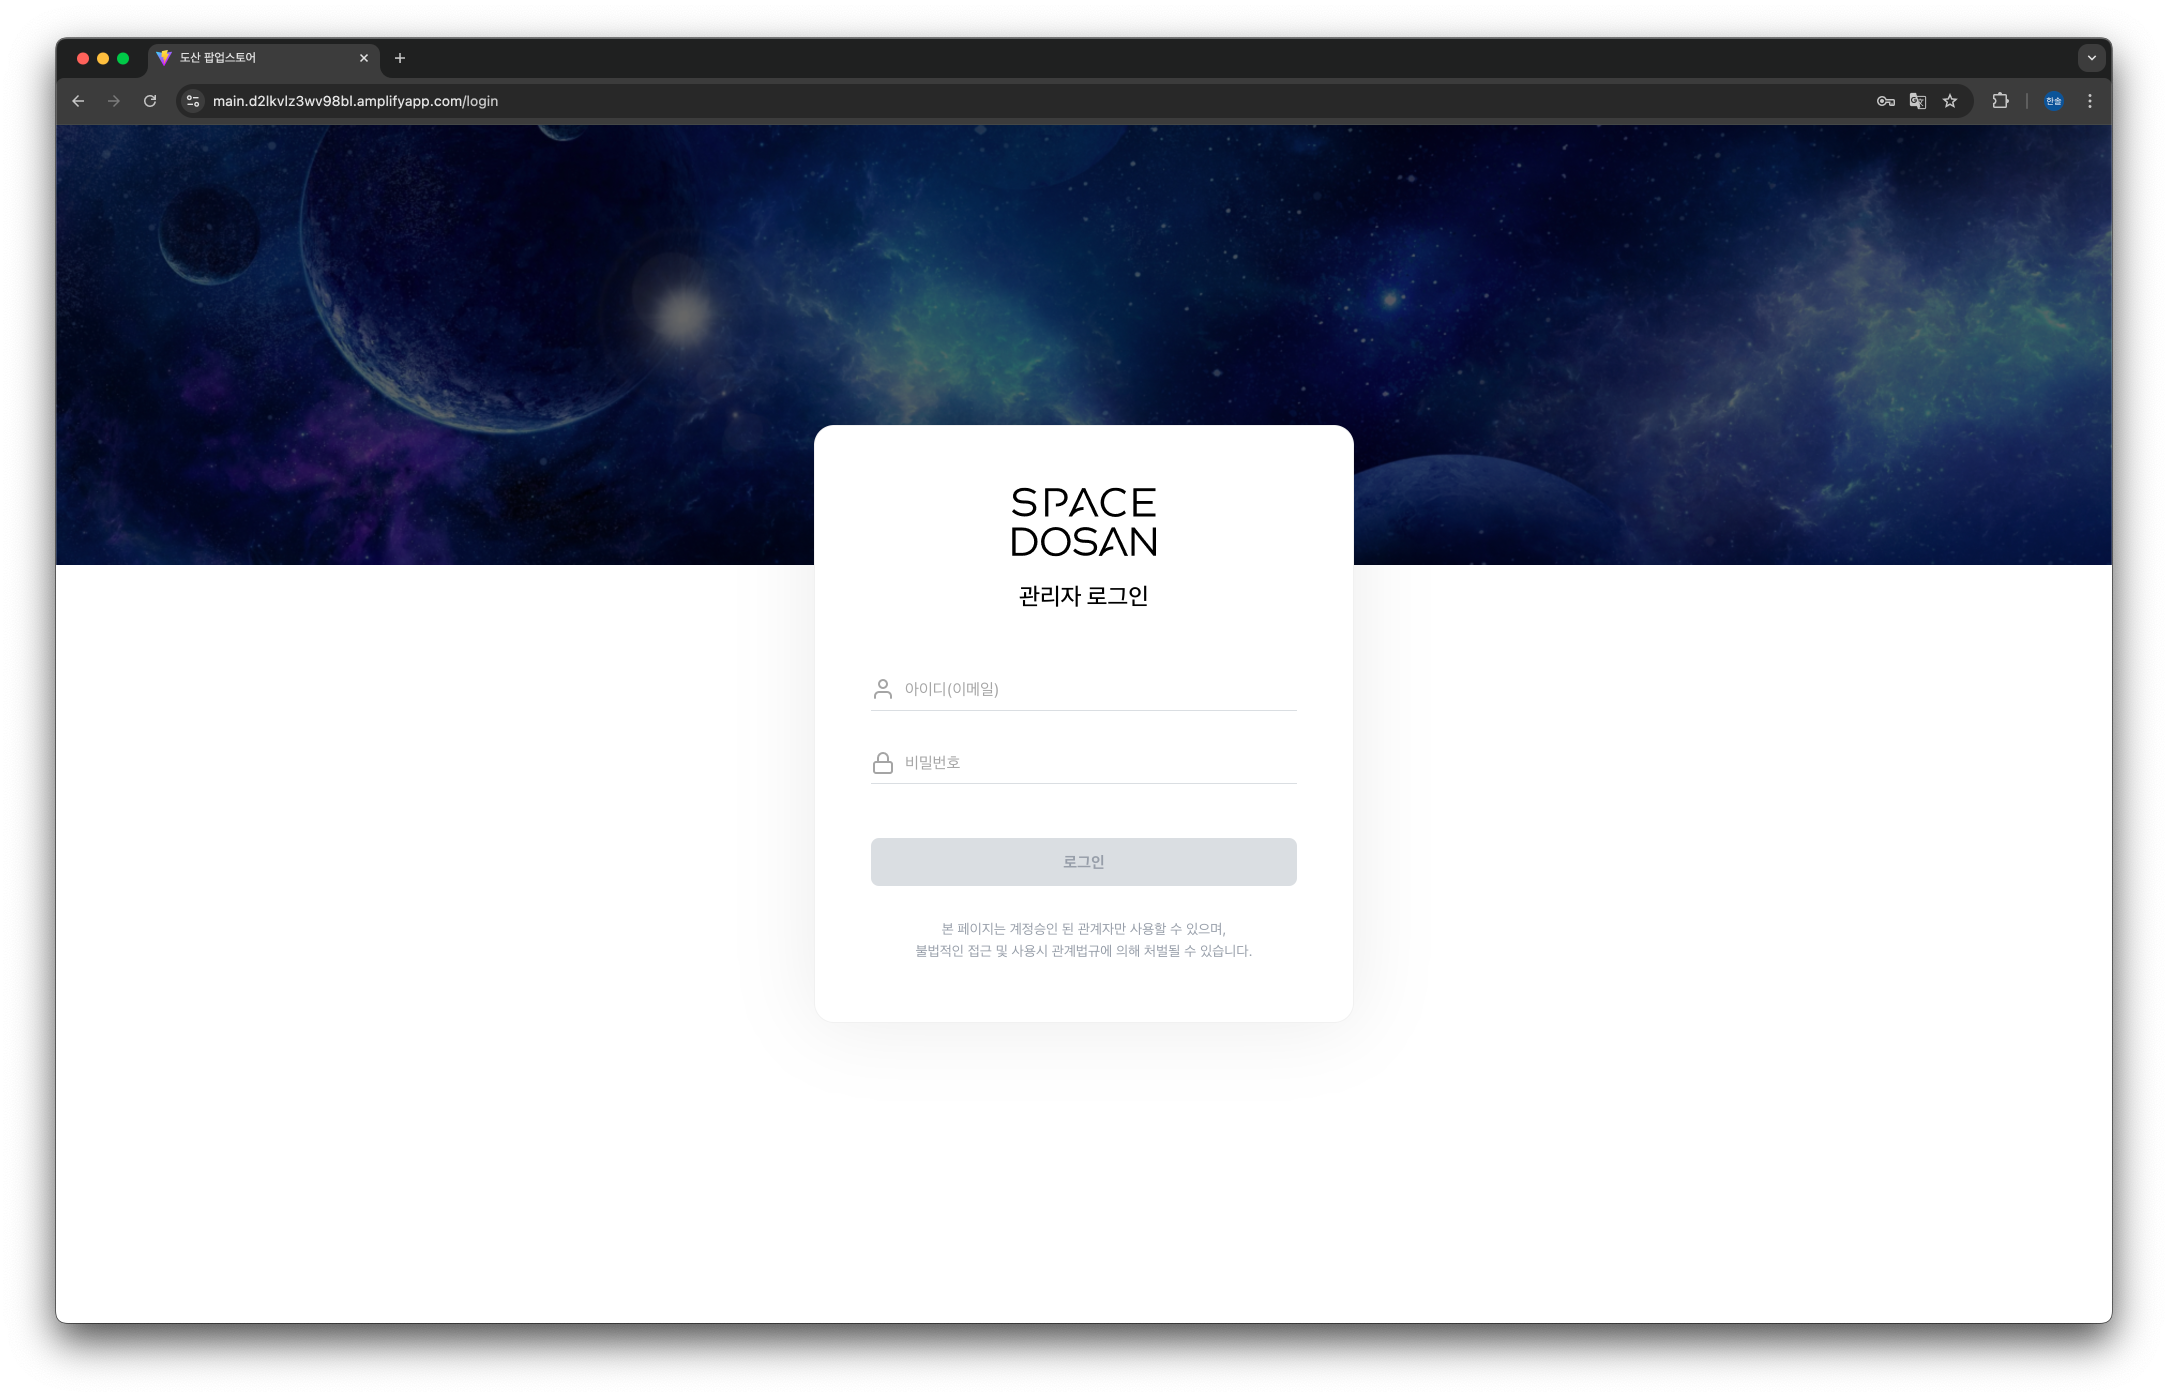 도산 팝업스토어
main.d2lkvlz3wv98bl.amplifyapp.com/login
한솔
SPACE
DOSAN
관리자 로그인
아이디(이메일)
비밀번호
로그인
본 페이지는 계정승인 된 관계자만 사용할 수 있으며,
불법적인 접근 및 사용시 관계법규에 의해 처벌될 수 있습니다.